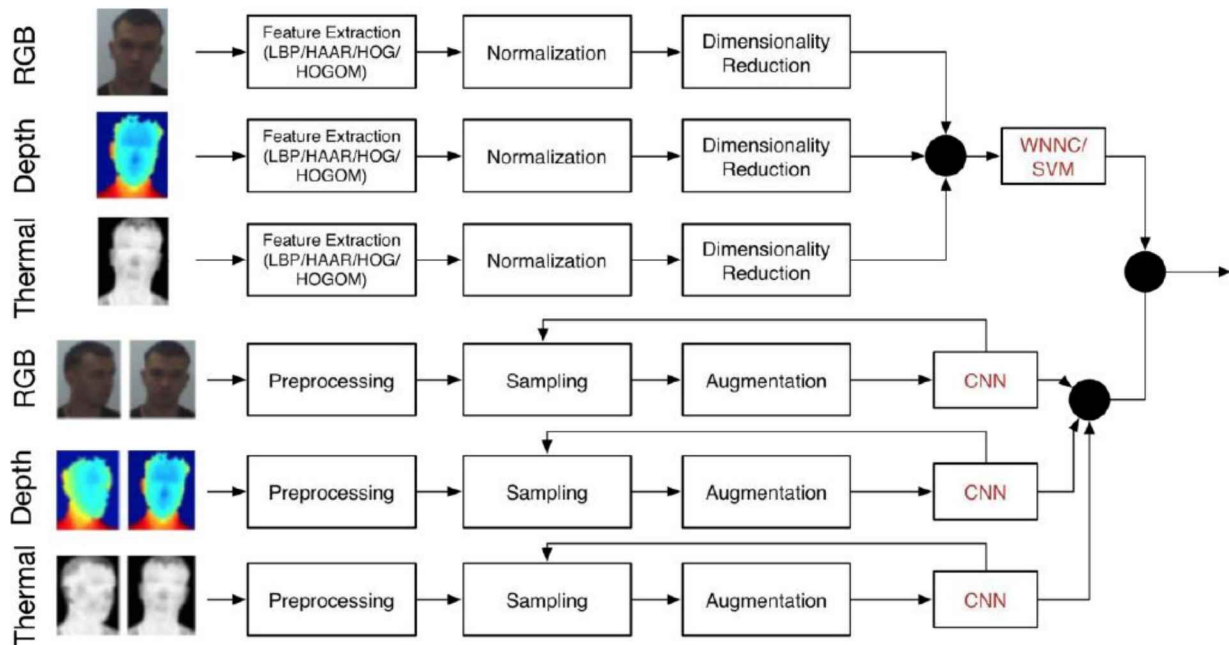 RGB
Feature Extraction
(LBP/HAAR/HOG/
HOGOM)
Normalization
Dimensionality
Reduction
Depth
Feature Extraction
(LBP/HAAR/HOG/
HOGOM)
Normalization
Dimensionality
Reduction
WNNC/
SVM
Thermal
Feature Extraction
(LBP/HAAR/HOG/
HOGOM)
Normalization
Dimensionality
Reduction
RGB
Preprocessing
Sampling
Augmentation
CNN
Depth
Preprocessing
Sampling
Augmentation
CNN
Thermal
Preprocessing
Sampling
Augmentation
CNN